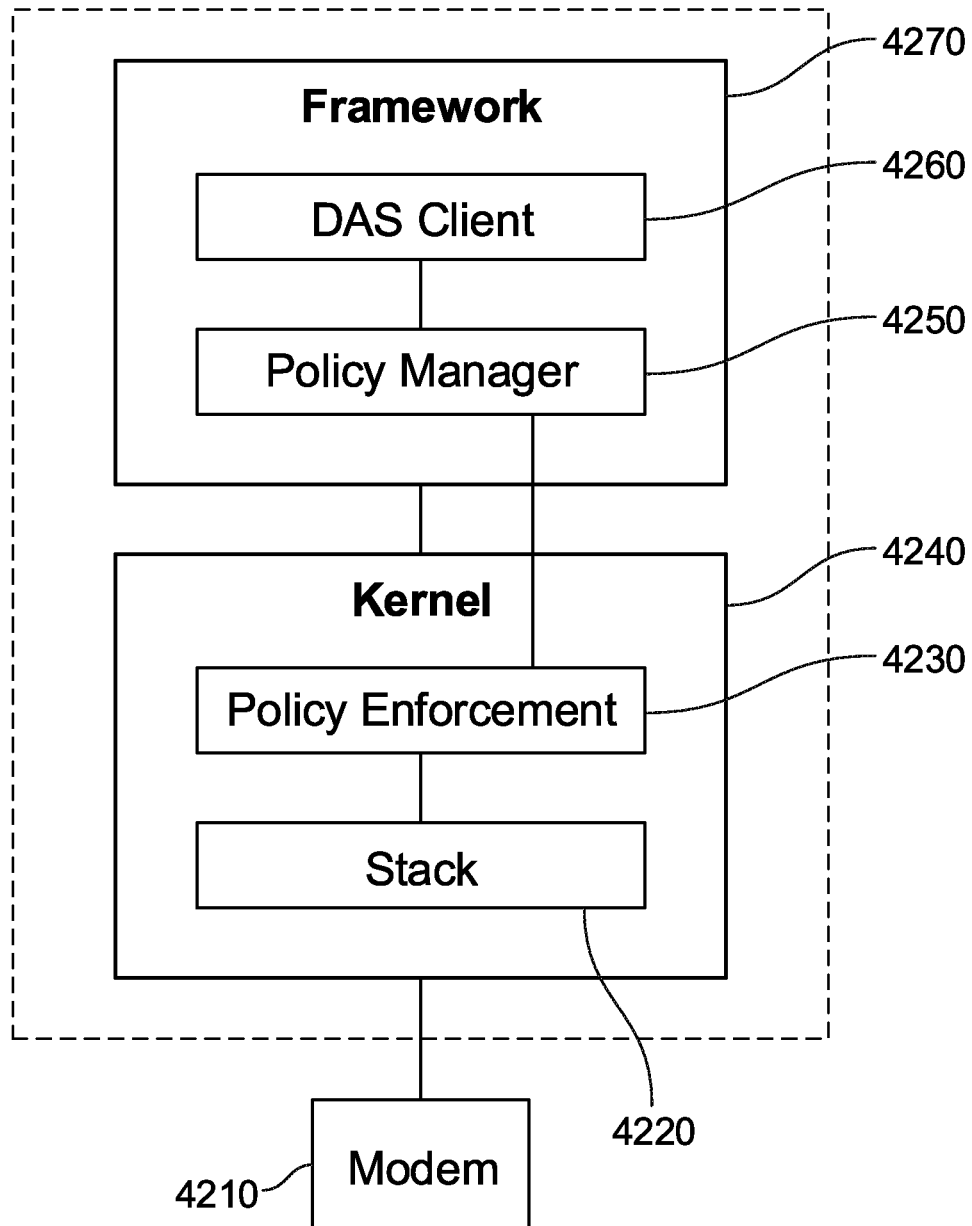 4270
Framework
4260
DAS Client
4250
Policy Manager
4240
Kernel
4230
Policy Enforcement
Stack
4220
Modem
4210